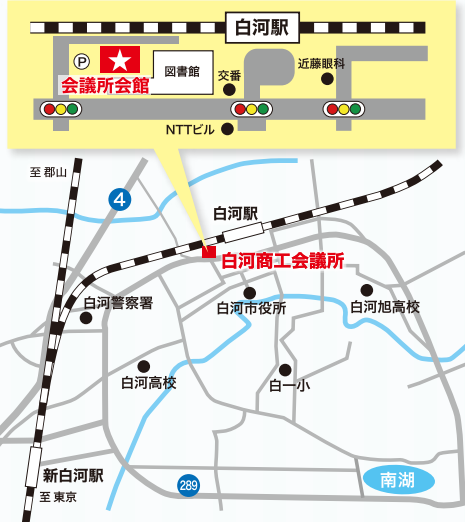 白河駅
P
図書館
交番
近藤眼科
会議所会館
NTTビル
至 郡山
4
白河駅
白河商工会議所
白河警察署
白河市役所
白河旭高校
白河高校
白一小
新白河駅
至 東京
289
南湖